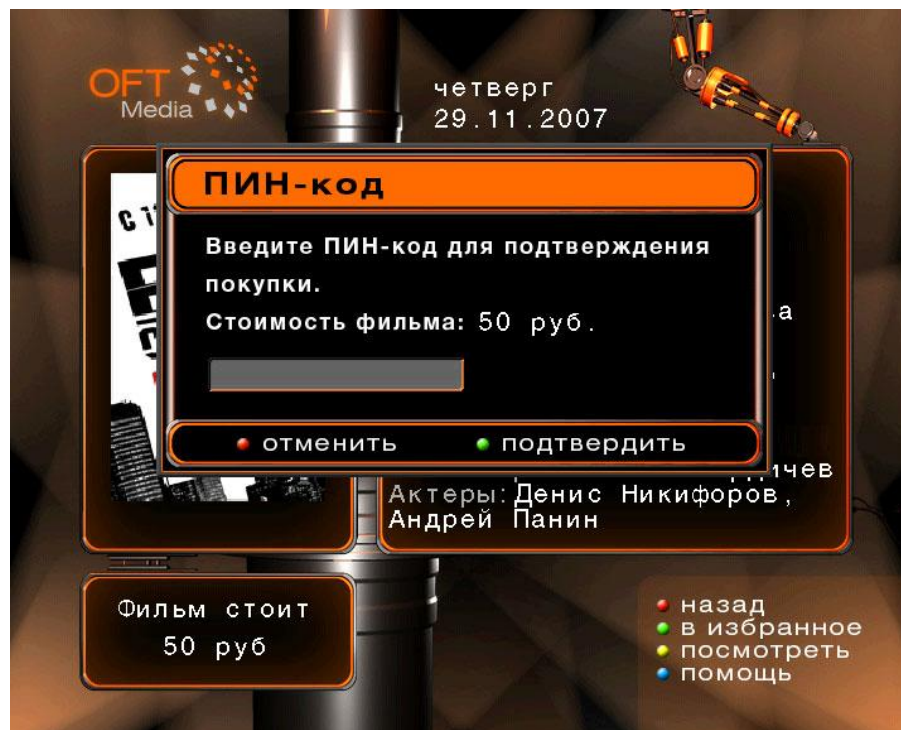 OFT
Media
четверг
29.11.2007
ПИН-код
Введите ПИН-код для подтверждения
покупки.
Стоимость фильма: 50 руб.
отменить
подтвердить
Актеры: Денис Никифоров,
Андрей Панин
Фильм стоит
50 руб
назад
в избранное
посмотреть
помощь